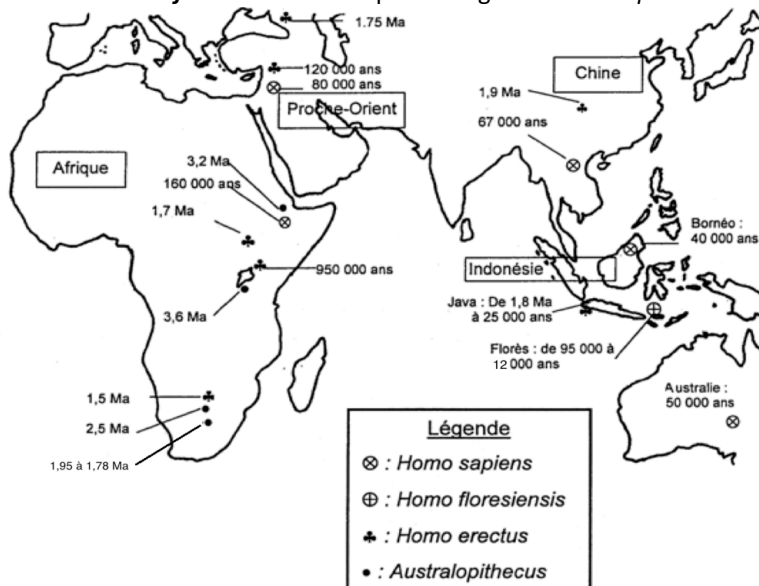 1.75 Ma
120 000 ans
80 000 ans
Proche-Orient
Chine
1,9 Ma
67 000 ans
Afrique
3,2 Ma
160 000 ans
1,7 Ma
950 000 ans
3,6 Ma
Bornéo :
40 000 ans
Indonésie
Java : De 1,8 Ma
à 25 000 ans
Florès : de 95 000 à
12 000 ans
Australie :
50 000 ans
1,5 Ma
2,5 Ma
1,95 à 1,78 Ma
Légende
: Homo sapiens
: Homo floresiensis
: Homo erectus
: Australopithecus